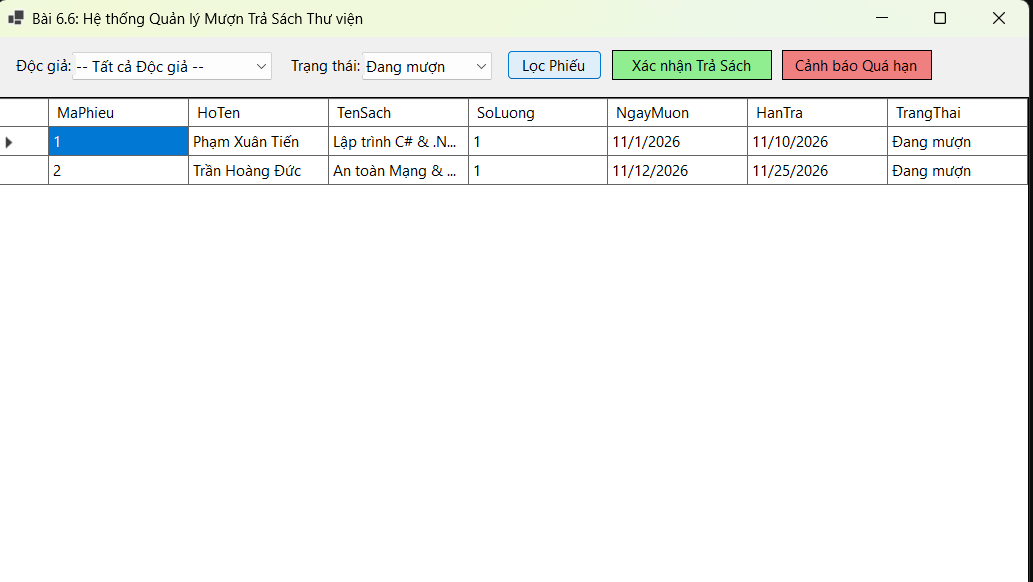 Bài 6.6: Hệ thống Quản lý Mượn Trả Sách Thư viện
Độc giả: -- Tất cả Độc giả -- Trạng thái: Đang mượn Lọc Phiếu Xác nhận Trả Sách Cảnh báo Quá hạn
MaPhieu HoTen TenSach SoLuong NgayMuon HanTra TrangThai
1 Phạm Xuân Tiến Lập trình C# & .N... 1 11/1/2026 11/10/2026 Đang mượn
2 Trần Hoàng Đức An toàn Mạng & ... 1 11/12/2026 11/25/2026 Đang mượn